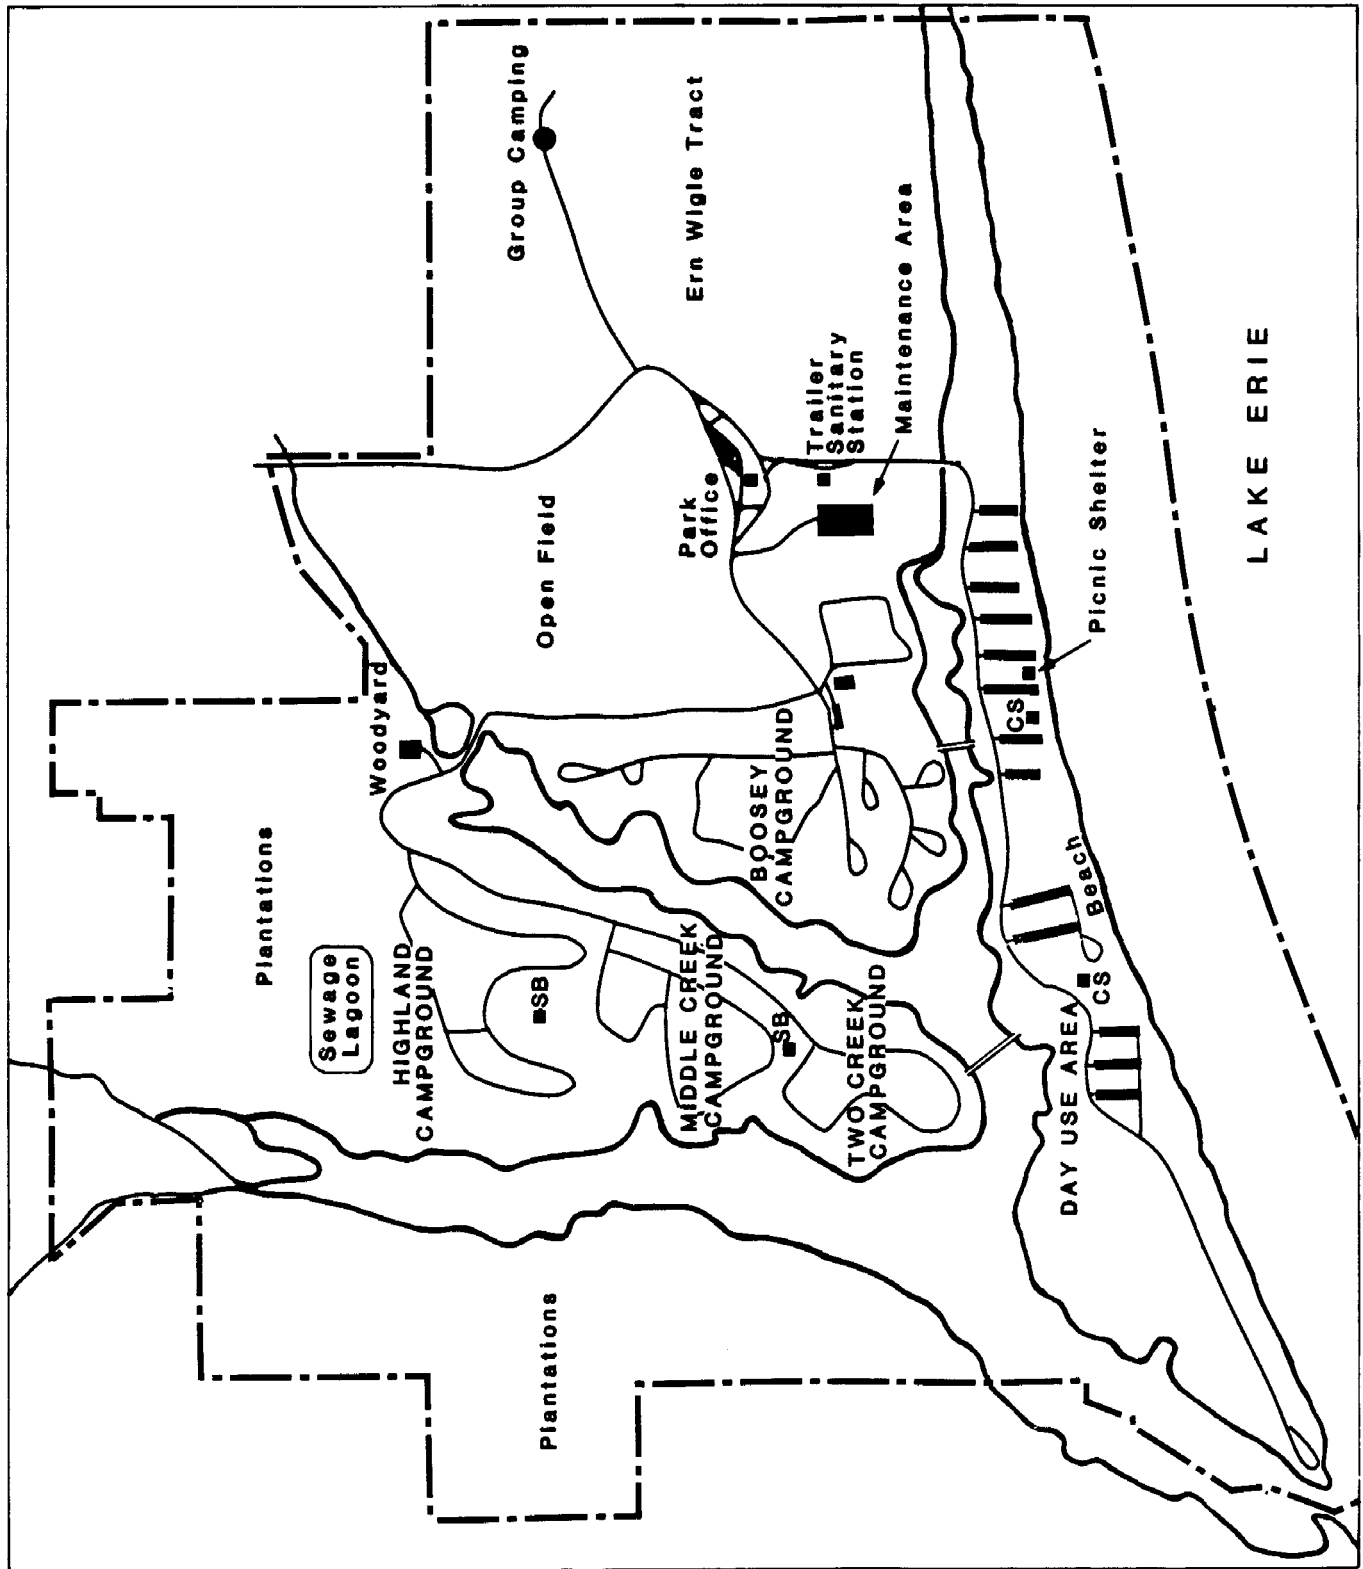 Plantations
Sewage
Lagoon
Woodyard
HIGHLAND
CAMPGROUND
Group Camping
SB
Open Field
Plantations
Ern Wigle Tract
Park
Office
MIDDLE CREEK
CAMPGROUND
SB
BOOSEY
CAMPGROUND
Trailer
Sanitary
Station
TWO CREEK
CAMPGROUND
Maintenance Area
CS
DAY USE AREA
CS
Beach
Picnic Shelter
LAKE ERIE